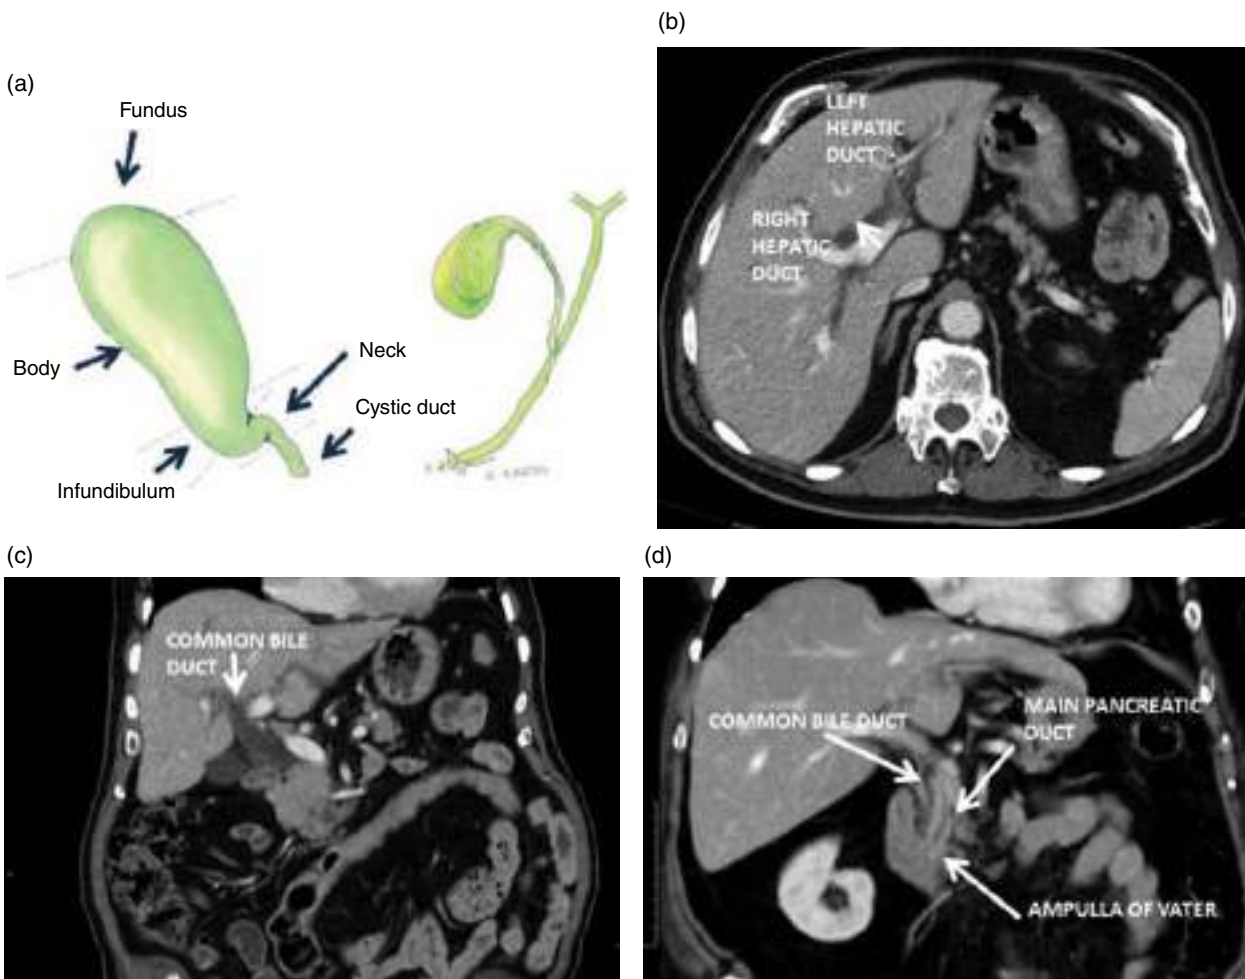 (a)
Fundus
Body
Neck
Cystic duct
Infundibulum
(b)
LEFT
HEPATIC
DUCT
RIGHT
HEPATIC
DUCT
(c)
COMMON BILE
DUCT
(d)
COMMON BILE DUCT
MAIN PANCREATIC
DUCT
AMPULLA OF VATER